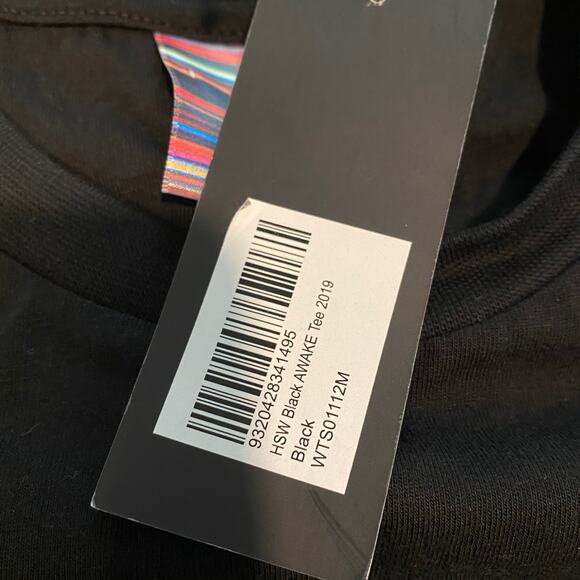 9320428341495
HSW Black AWAKE Tee 2019
Black
WTS01112M